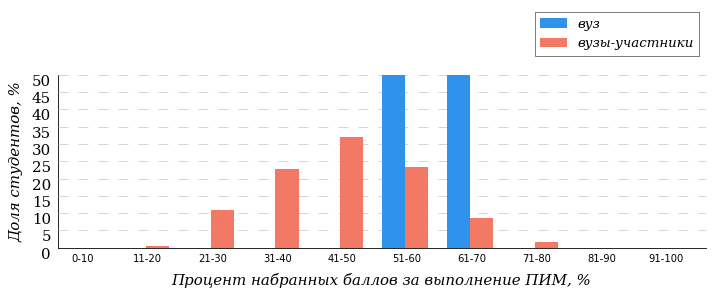 вуз
вузы-участники
Доля студентов, %
50
45
40
35
30
25
20
15
10
5
0
0-10 11-20 21-30 31-40 41-50 51-60 61-70 71-80 81-90 91-100
Процент набранных баллов за выполнение ПИМ, %